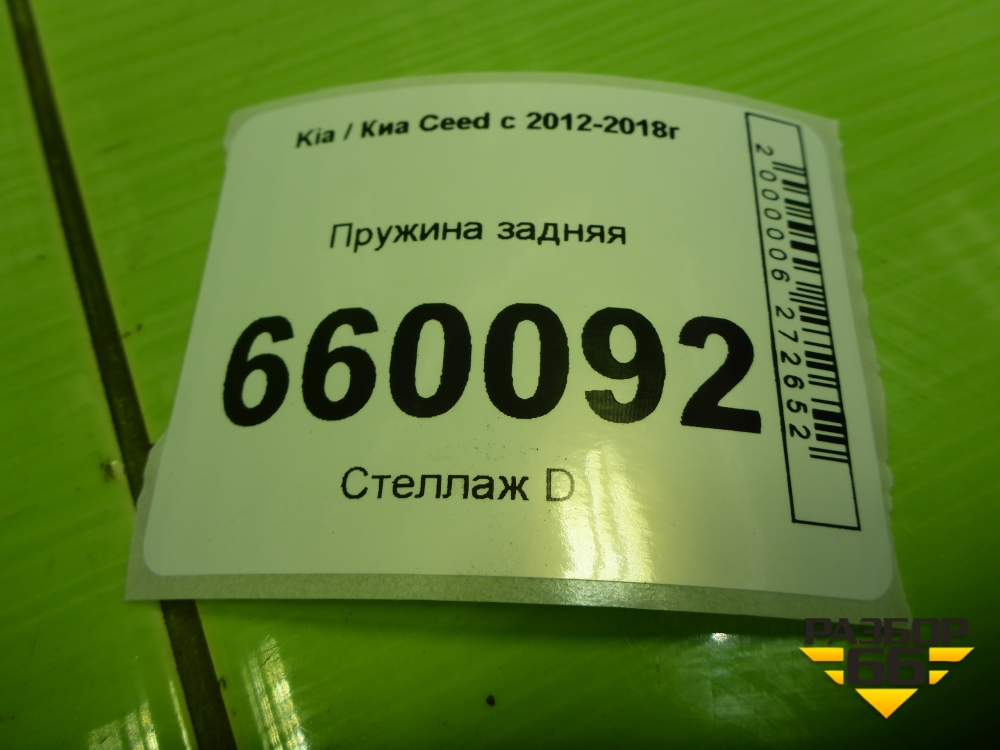 Kia / Киа Ceed с 2012-2018г
Пружина задняя
660092
Стеллаж D
2000006272652
РАЗБОР
66